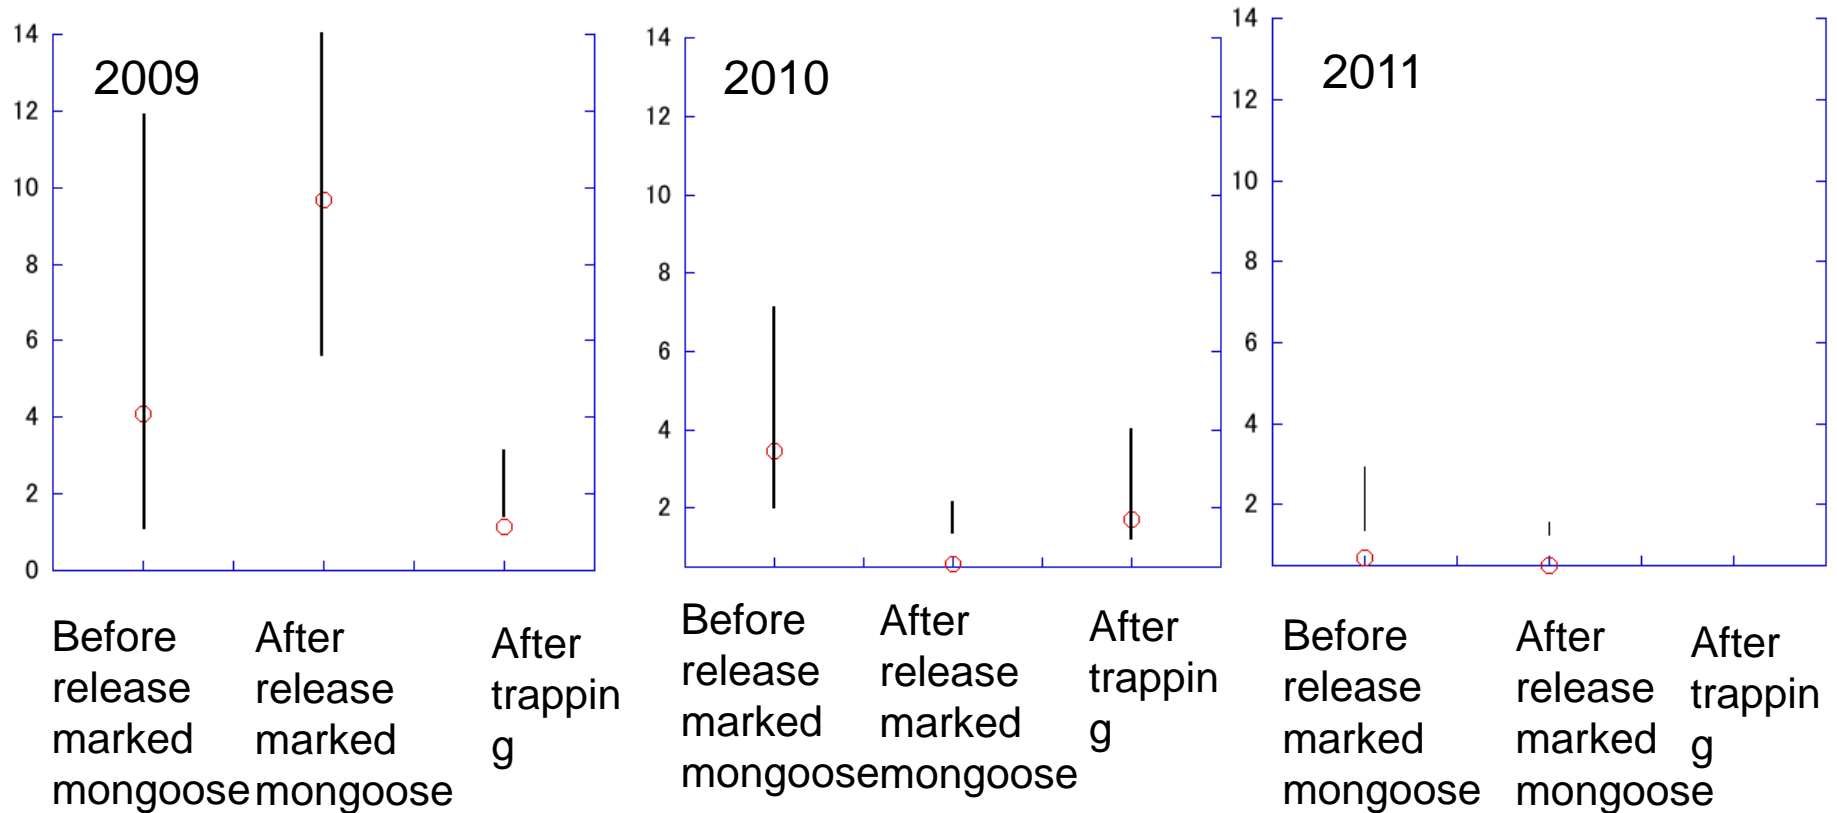 2009
14
12
10
8
6
4
2
0
Before
release
marked
mongoose
After
release
marked
mongoose
After
trappin
g
2010
14
12
10
8
6
4
2
Before
release
marked
mongoose
After
release
marked
mongoose
After
trappin
g
2011
14
12
10
8
6
4
2
Before
release
marked
mongoose
After
release
marked
mongoose
After
trappin
g